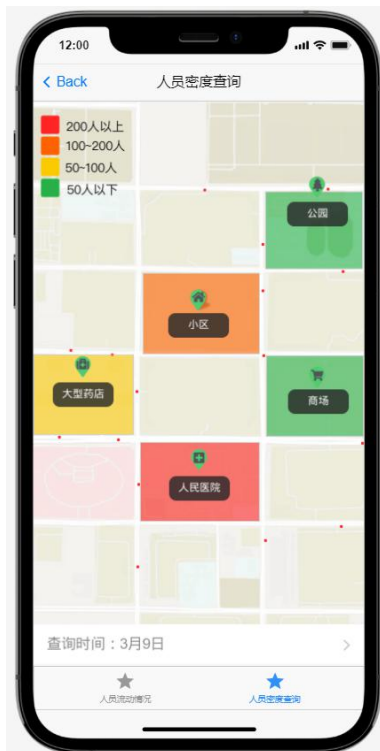 12:00
Back
人员密度查询
200人以上
100~200人
50~100人
50人以下
公园
小区
大型药店
商场
人民医院
查询时间：3月9日
人员流动情况
人员密度查询